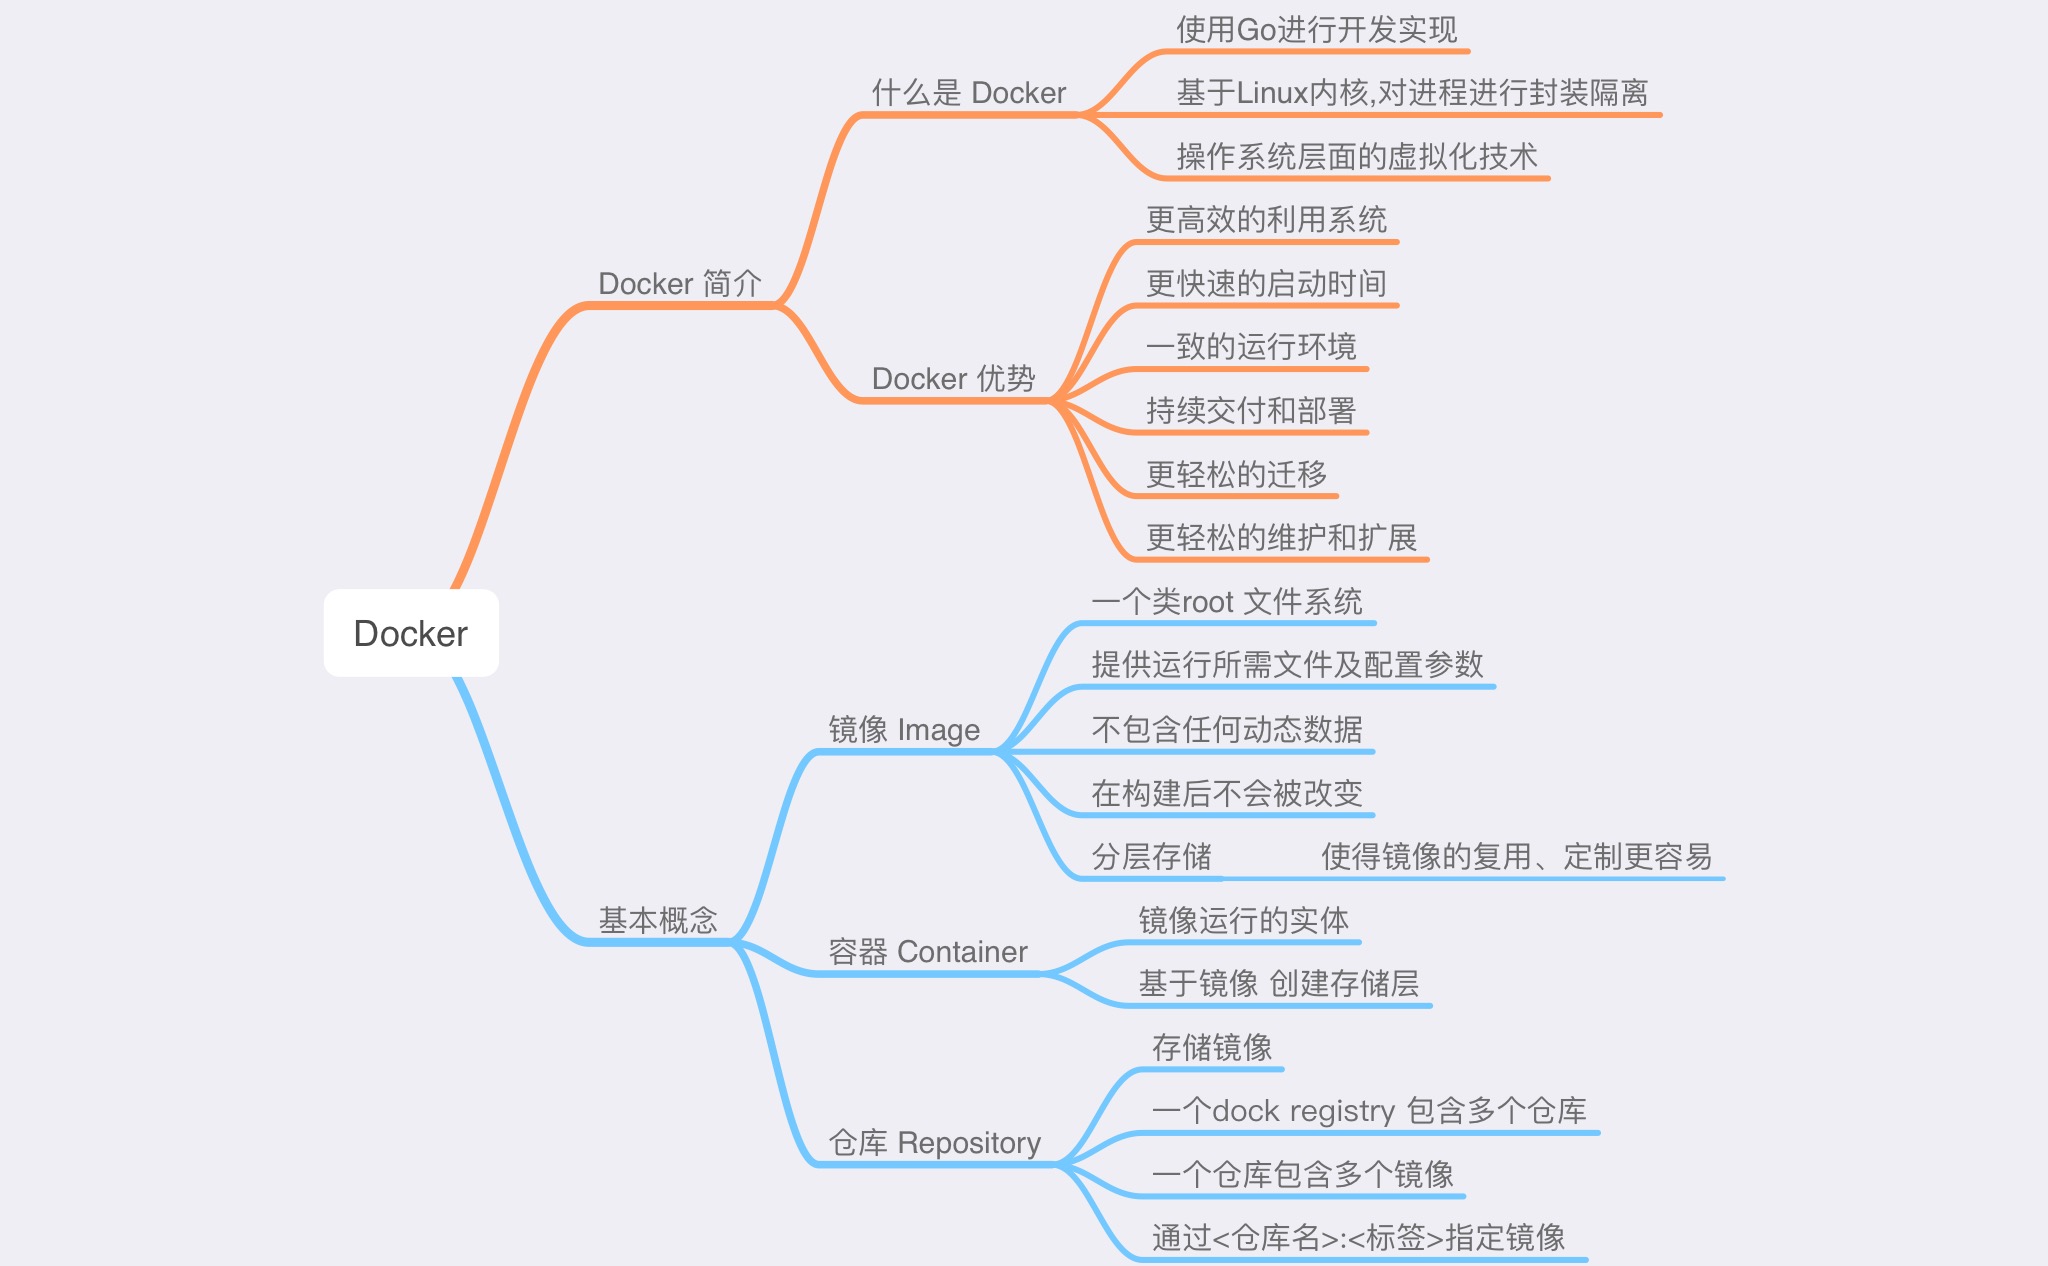 Docker
Docker 简介
什么是 Docker
使用Go进行开发实现
基于Linux内核,对进程进行封装隔离
操作系统层面的虚拟化技术
Docker 优势
更高效的利用系统
更快速的启动时间
一致的运行环境
持续交付和部署
更轻松的迁移
更轻松的维护和扩展
基本概念
镜像 Image
一个类root 文件系统
提供运行所需文件及配置参数
不包含任何动态数据
在构建后不会被改变
分层存储
使得镜像的复用、定制更容易
容器 Container
镜像运行的实体
基于镜像 创建存储层
仓库 Repository
存储镜像
一个dock registry 包含多个仓库
一个仓库包含多个镜像
通过<仓库名>:<标签>指定镜像